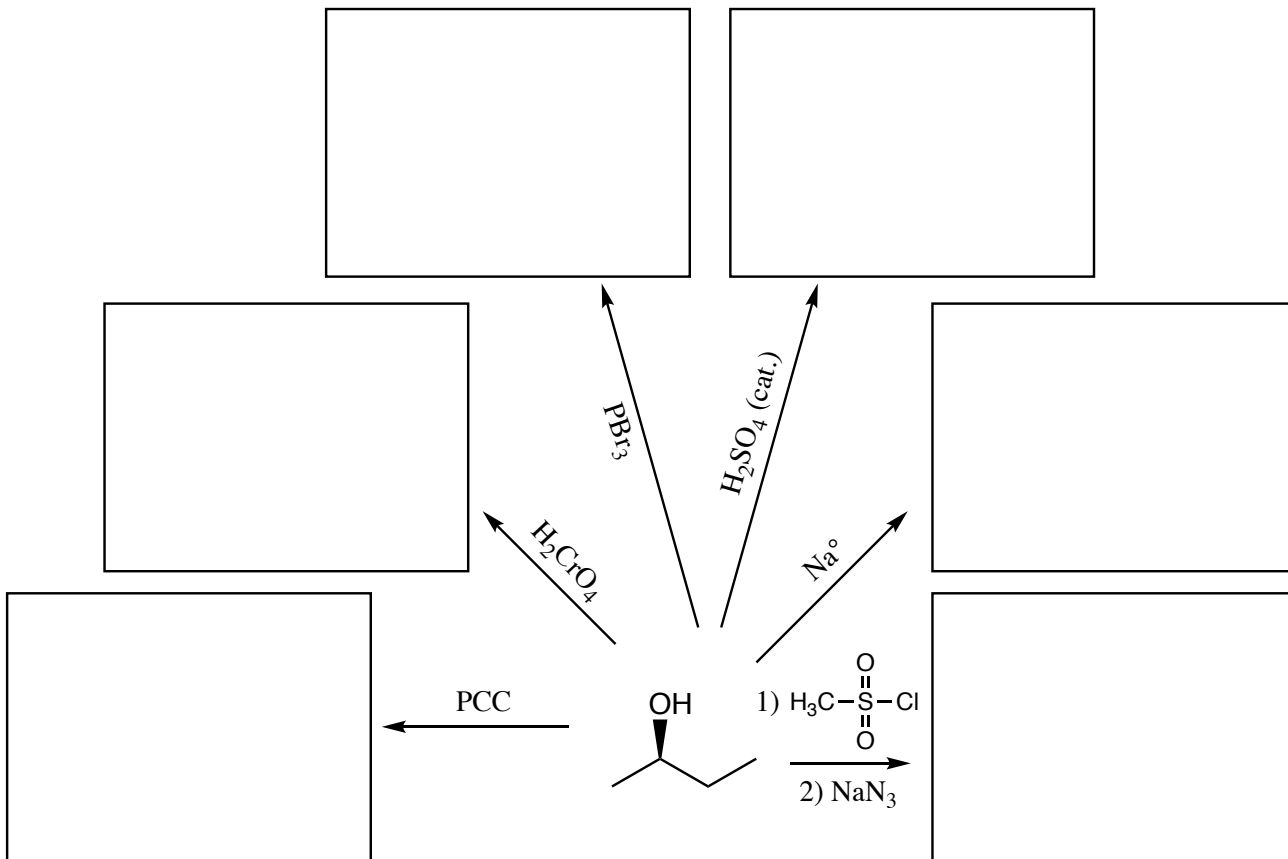 PBr₃
H₂SO₄ (cat.)
H₂CrO₄
Na°
PCC
OH
1) H₃C S Cl
O
O
2) NaN₃